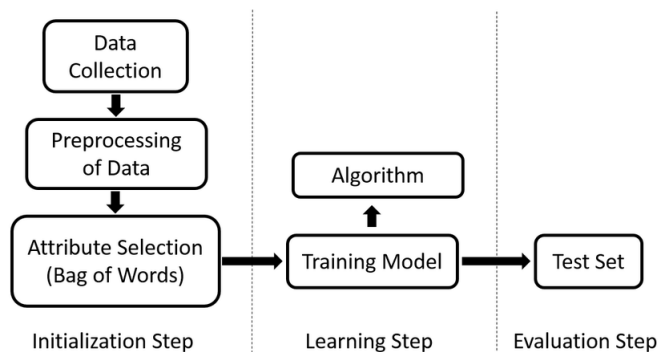 Data
Collection
Preprocessing
of Data
Attribute Selection
(Bag of Words)
Algorithm
Training Model
Test Set
Initialization Step
Learning Step
Evaluation Step